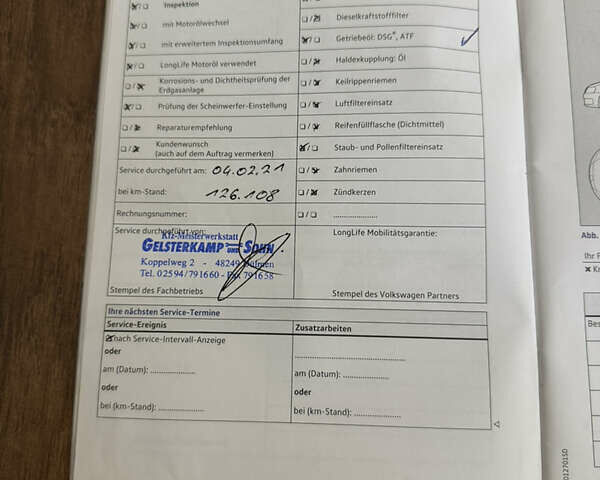 Inspektion
mit Motorölwechsel
mit erweitertem Inspektionsumfang
LongLife Motoröl verwendet
Korrosions- und Dichtheitsprüfung der
Erdgasanlage
Prüfung der Scheinwerfer-Einstellung
Reparaturempfehlung
Kundenwunsch
(auch auf dem Auftrag vermerken)
Service durchgeführt am: 04.02.21
bei km-Stand: 126.108
Rechnungsnummer:
Service durchgeführt von:
Kfz-Meisterwerkstatt
GELSTERKAMP UND SOHN
Koppelweg 2 - 48249 Dülmen
Tel. 02594/791660 - Fax 791658
Stempel des Fachbetriebs
Dieselkraftstofffilter
Getriebeöl: DSG®, ATF
Haldexkupplung: Öl
Keilrippenriemen
Luftfiltereinsatz
Reifenfüllflasche (Dichtmittel)
Staub- und Pollenfiltereinsatz
Zahnriemen
Zündkerzen
LongLife Mobilitätsgarantie:
Stempel des Volkswagen Partners
Ihre nächsten Service-Termine
Service-Ereignis
nach Service-Intervall-Anzeige
oder
am (Datum):
oder
bei (km-Stand):
Zusatzarbeiten
am (Datum):
oder
bei (km-Stand):
Abb.
Ihr F
Bes